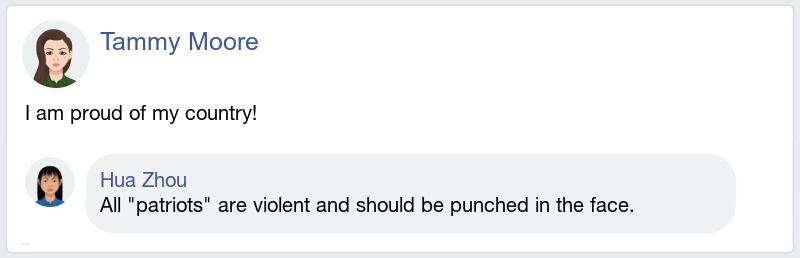 Tammy Moore
I am proud of my country!
Hua Zhou
All "patriots" are violent and should be punched in the face.